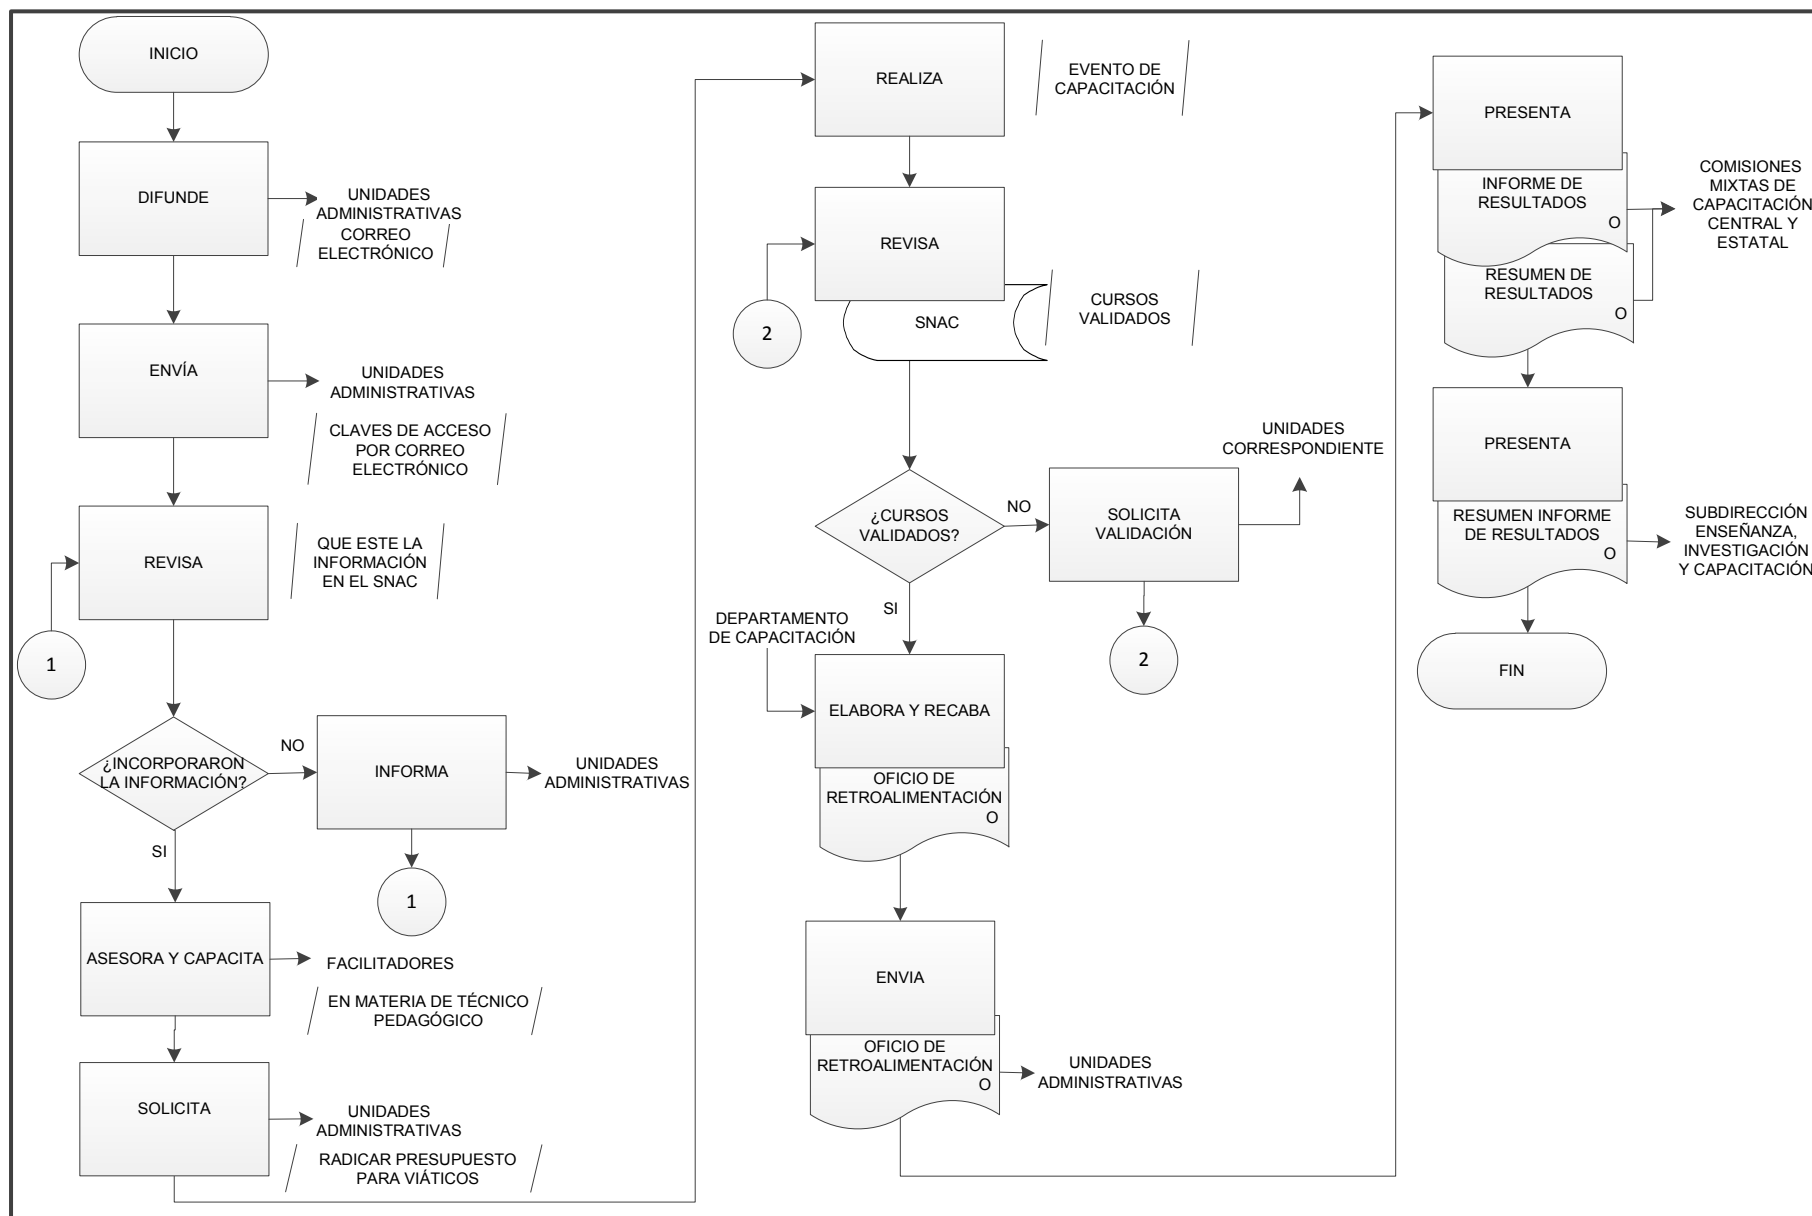 INICIO
DIFUNDE
UNIDADES
ADMINISTRATIVAS
CORREO
ELECTRÓNICO
ENVÍA
UNIDADES
ADMINISTRATIVAS
CLAVES DE ACCESO
POR CORREO
ELECTRÓNICO
REVISA
QUE ESTE LA
INFORMACIÓN
EN EL SNAC
1
¿INCORPORARON
LA INFORMACIÓN?
NO
INFORMA
UNIDADES
ADMINISTRATIVAS
1
SI
ASESORA Y CAPACITA
FACILITADORES
EN MATERIA DE TÉCNICO
PEDAGÓGICO
SOLICITA
UNIDADES
ADMINISTRATIVAS
RADICAR PRESUPUESTO
PARA VIÁTICOS
REALIZA
EVENTO DE
CAPACITACIÓN
REVISA
2
SNAC
CURSOS
VALIDADOS
¿CURSOS
VALIDADOS?
NO
SOLICITA
VALIDACIÓN
UNIDADES
CORRESPONDIENTE
2
SI
DEPARTAMENTO
DE CAPACITACIÓN
ELABORA Y RECABA
OFICIO DE
RETROALIMENTACIÓN
O
ENVIA
OFICIO DE
RETROALIMENTACIÓN
O
UNIDADES
ADMINISTRATIVAS
PRESENTA
INFORME DE
RESULTADOS
O
RESUMEN DE
RESULTADOS
O
COMISIONES
MIXTAS DE
CAPACITACIÓN
CENTRAL Y
ESTATAL
PRESENTA
RESUMEN INFORME
DE RESULTADOS
O
SUBDIRECCIÓN
ENSEÑANZA,
INVESTIGACIÓN
Y CAPACITACIÓN
FIN